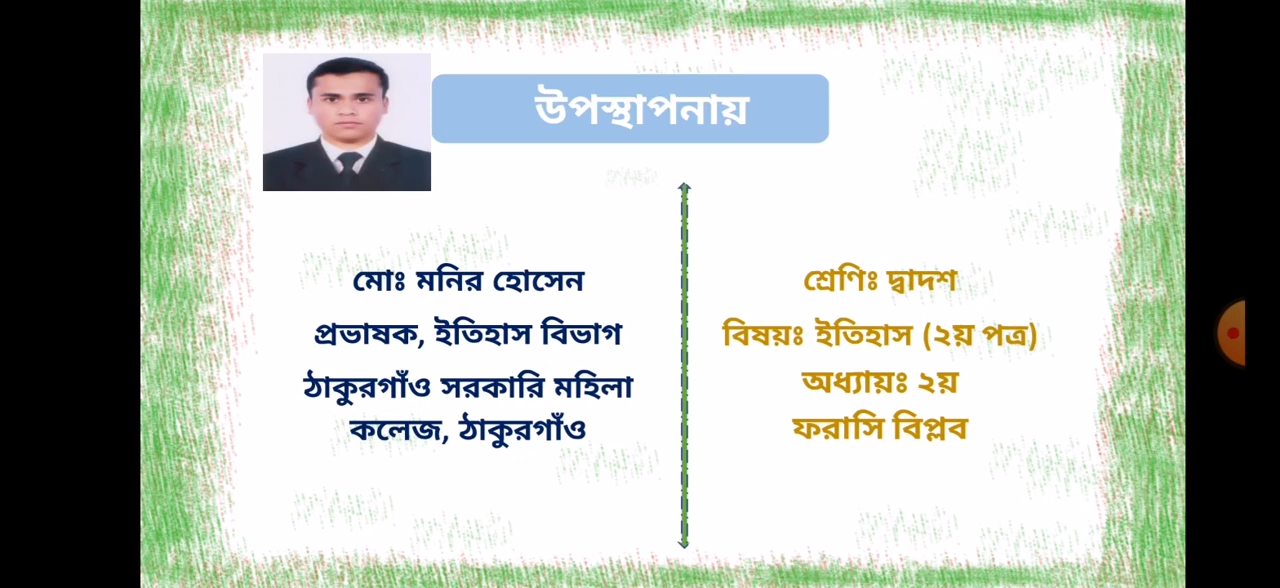 উপস্থাপনায়
মোঃ মনির হোসেন
প্রভাষক, ইতিহাস বিভাগ
ঠাকুরগাঁও সরকারি মহিলা
কলেজ, ঠাকুরগাঁও
শ্রেণিঃ দ্বাদশ
বিষয়ঃ ইতিহাস (২য় পত্র)
অধ্যায়ঃ ২য়
ফরাসি বিপ্লব